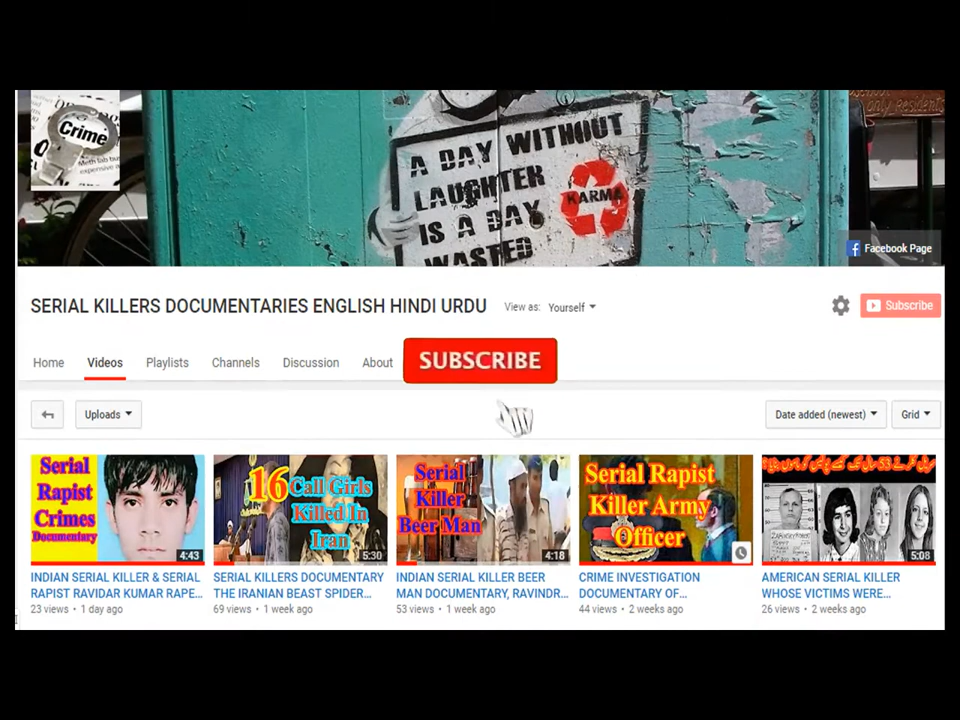 Crime
A DAY WITHOUT
LAUGHTER
IS A DAY
WASTED
KARMA
Facebook Page
SERIAL KILLERS DOCUMENTARIES ENGLISH HINDI URDU
View as: Yourself
Subscribe
Home Videos Playlists Channels Discussion About
SUBSCRIBE
Uploads
Date added (newest) Grid
Serial
Rapist
Crimes
Documentary
4:43
16 Call Girls
Killed In
Iran
5:30
Serial
Killer
Beer Man
4:18
Serial Rapist
Killer Army
Officer
5:08
INDIAN SERIAL KILLER & SERIAL
RAPIST RAVIDAR KUMAR RAPE...
23 views • 1 day ago
SERIAL KILLERS DOCUMENTARY
THE IRANIAN BEAST SPIDER...
69 views • 1 week ago
INDIAN SERIAL KILLER BEER
MAN DOCUMENTARY, RAVINDR...
53 views • 1 week ago
CRIME INVESTIGATION
DOCUMENTARY OF...
44 views • 2 weeks ago
AMERICAN SERIAL KILLER
WHOSE VICTIMS WERE...
26 views • 2 weeks ago